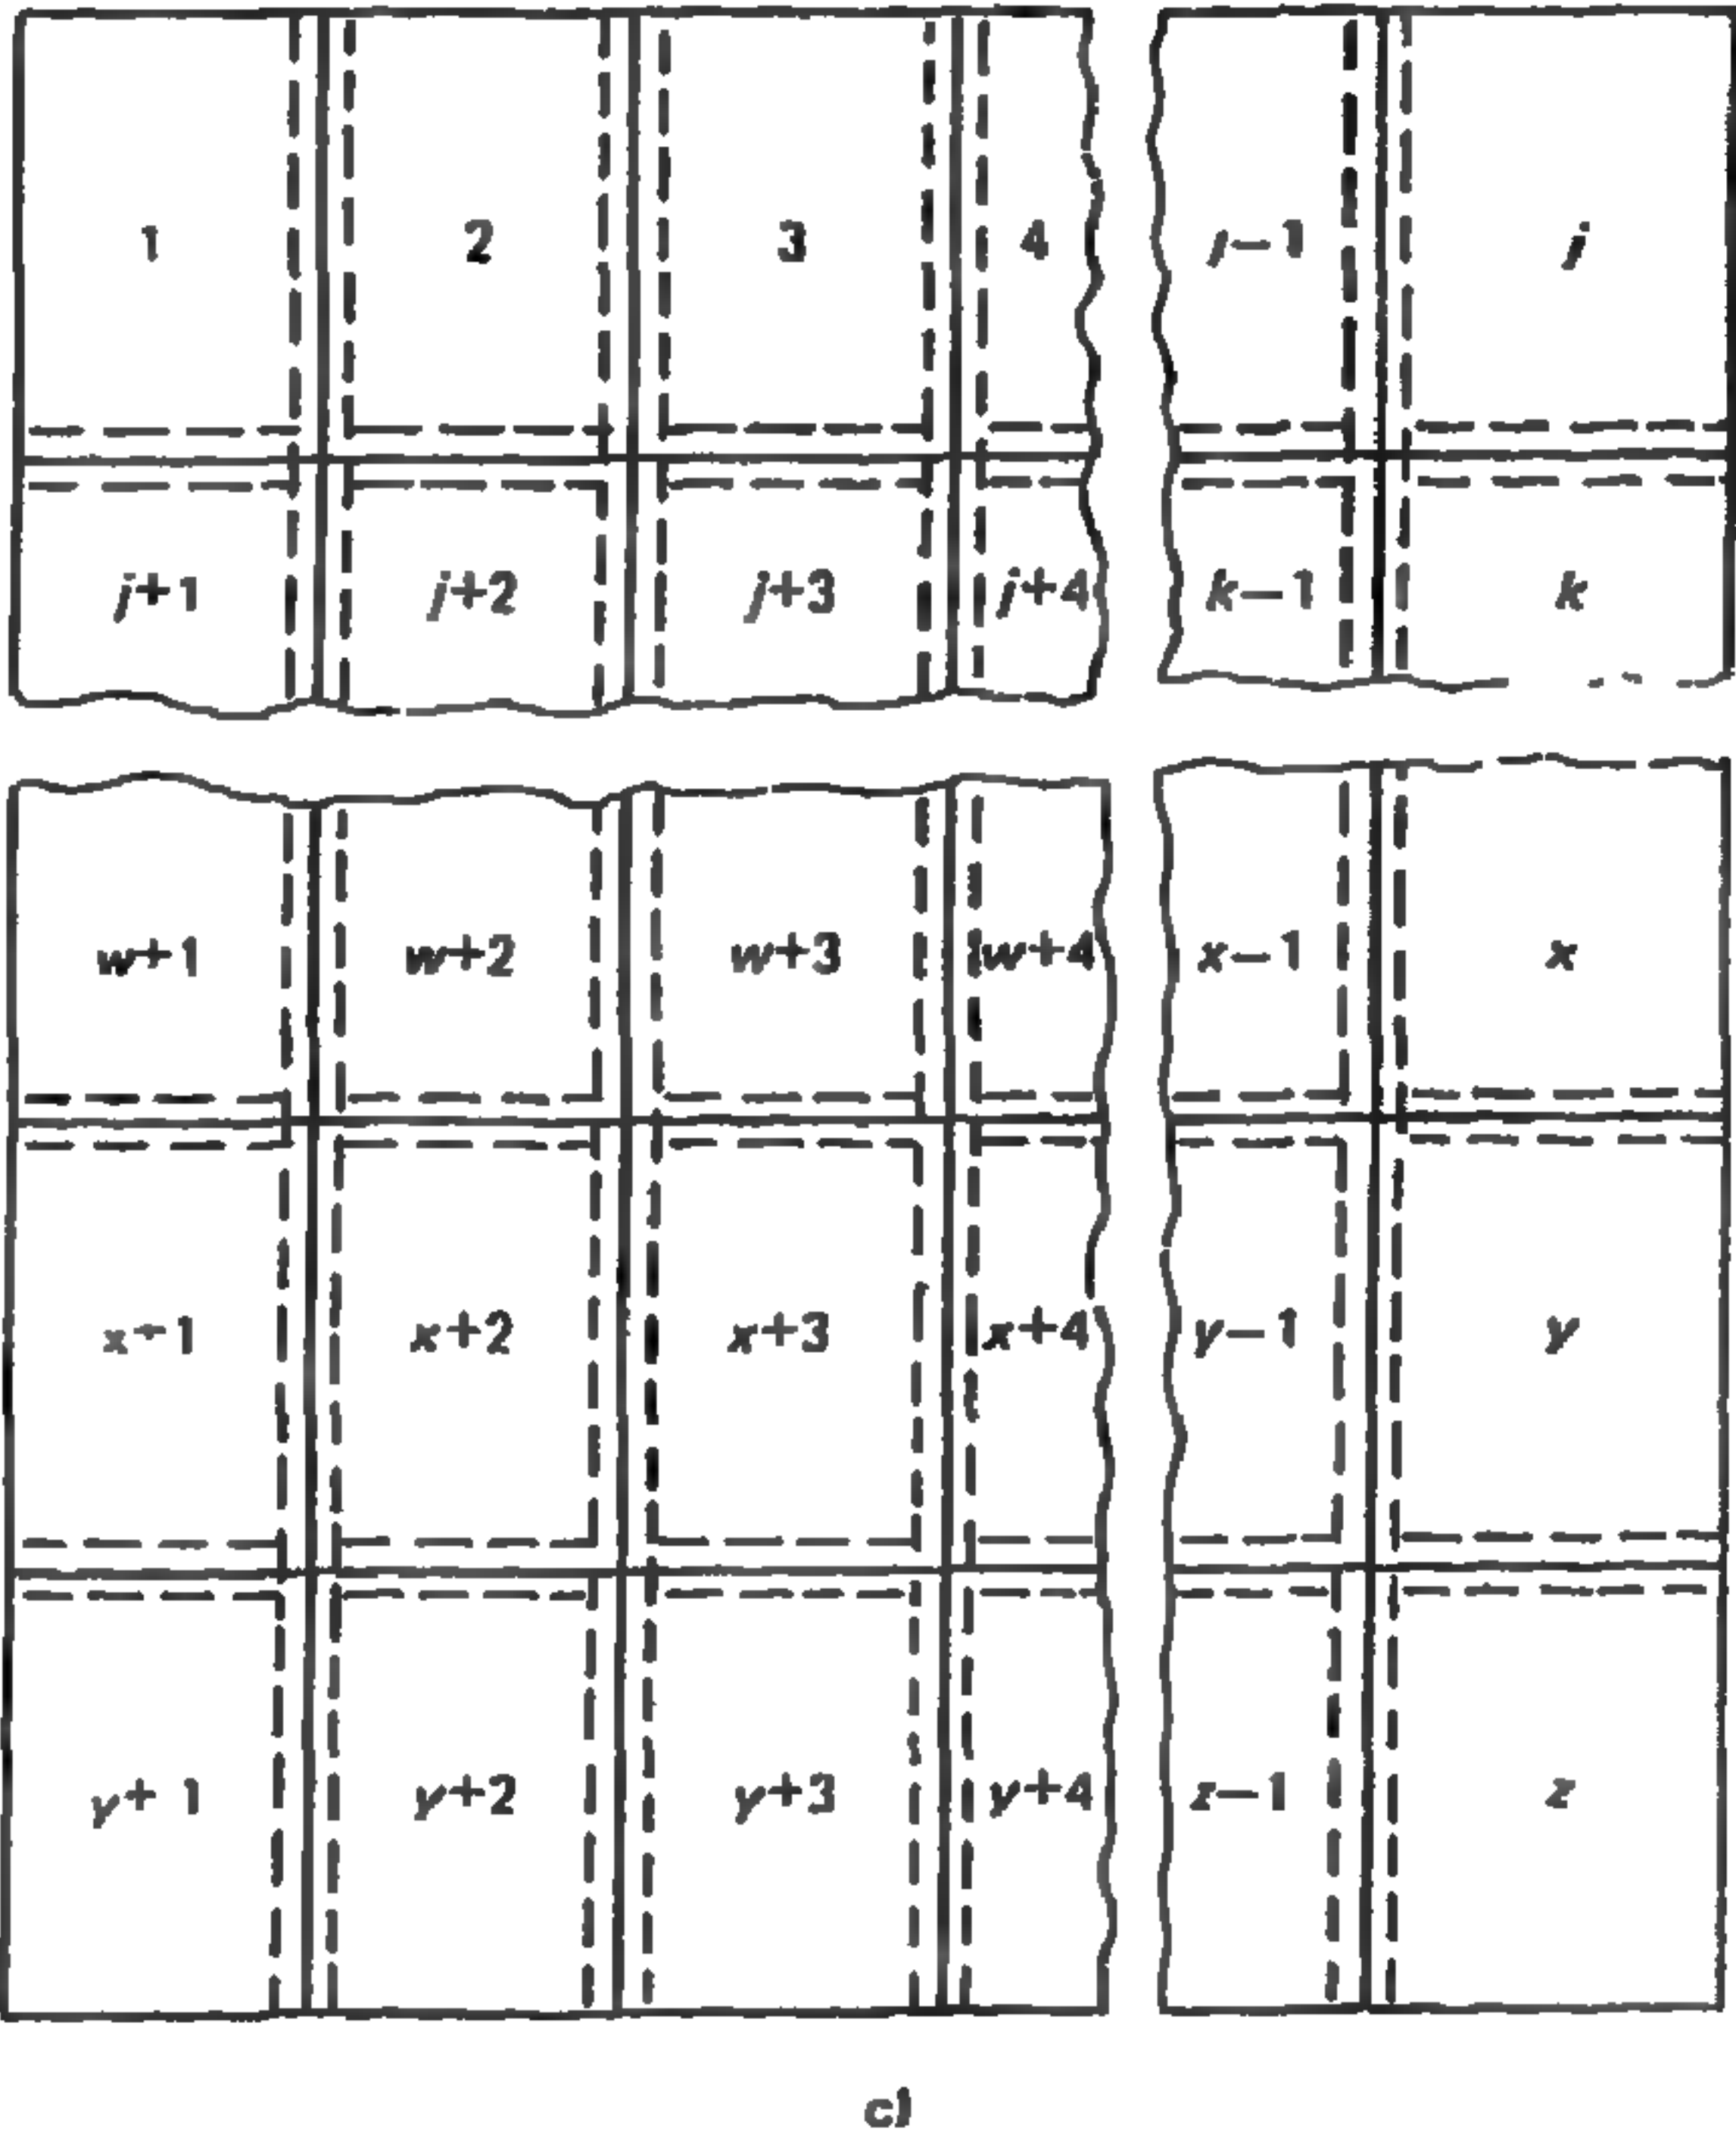 1 2 3 4 j–1 j
j+1 j+2 j+3 j+4 k–1 k
w+1 w+2 w+3 w+4 x–1 x
x+1 x+2 x+3 x+4 y–1 y
y+1 y+2 y+3 y+4 z–1 z
c)